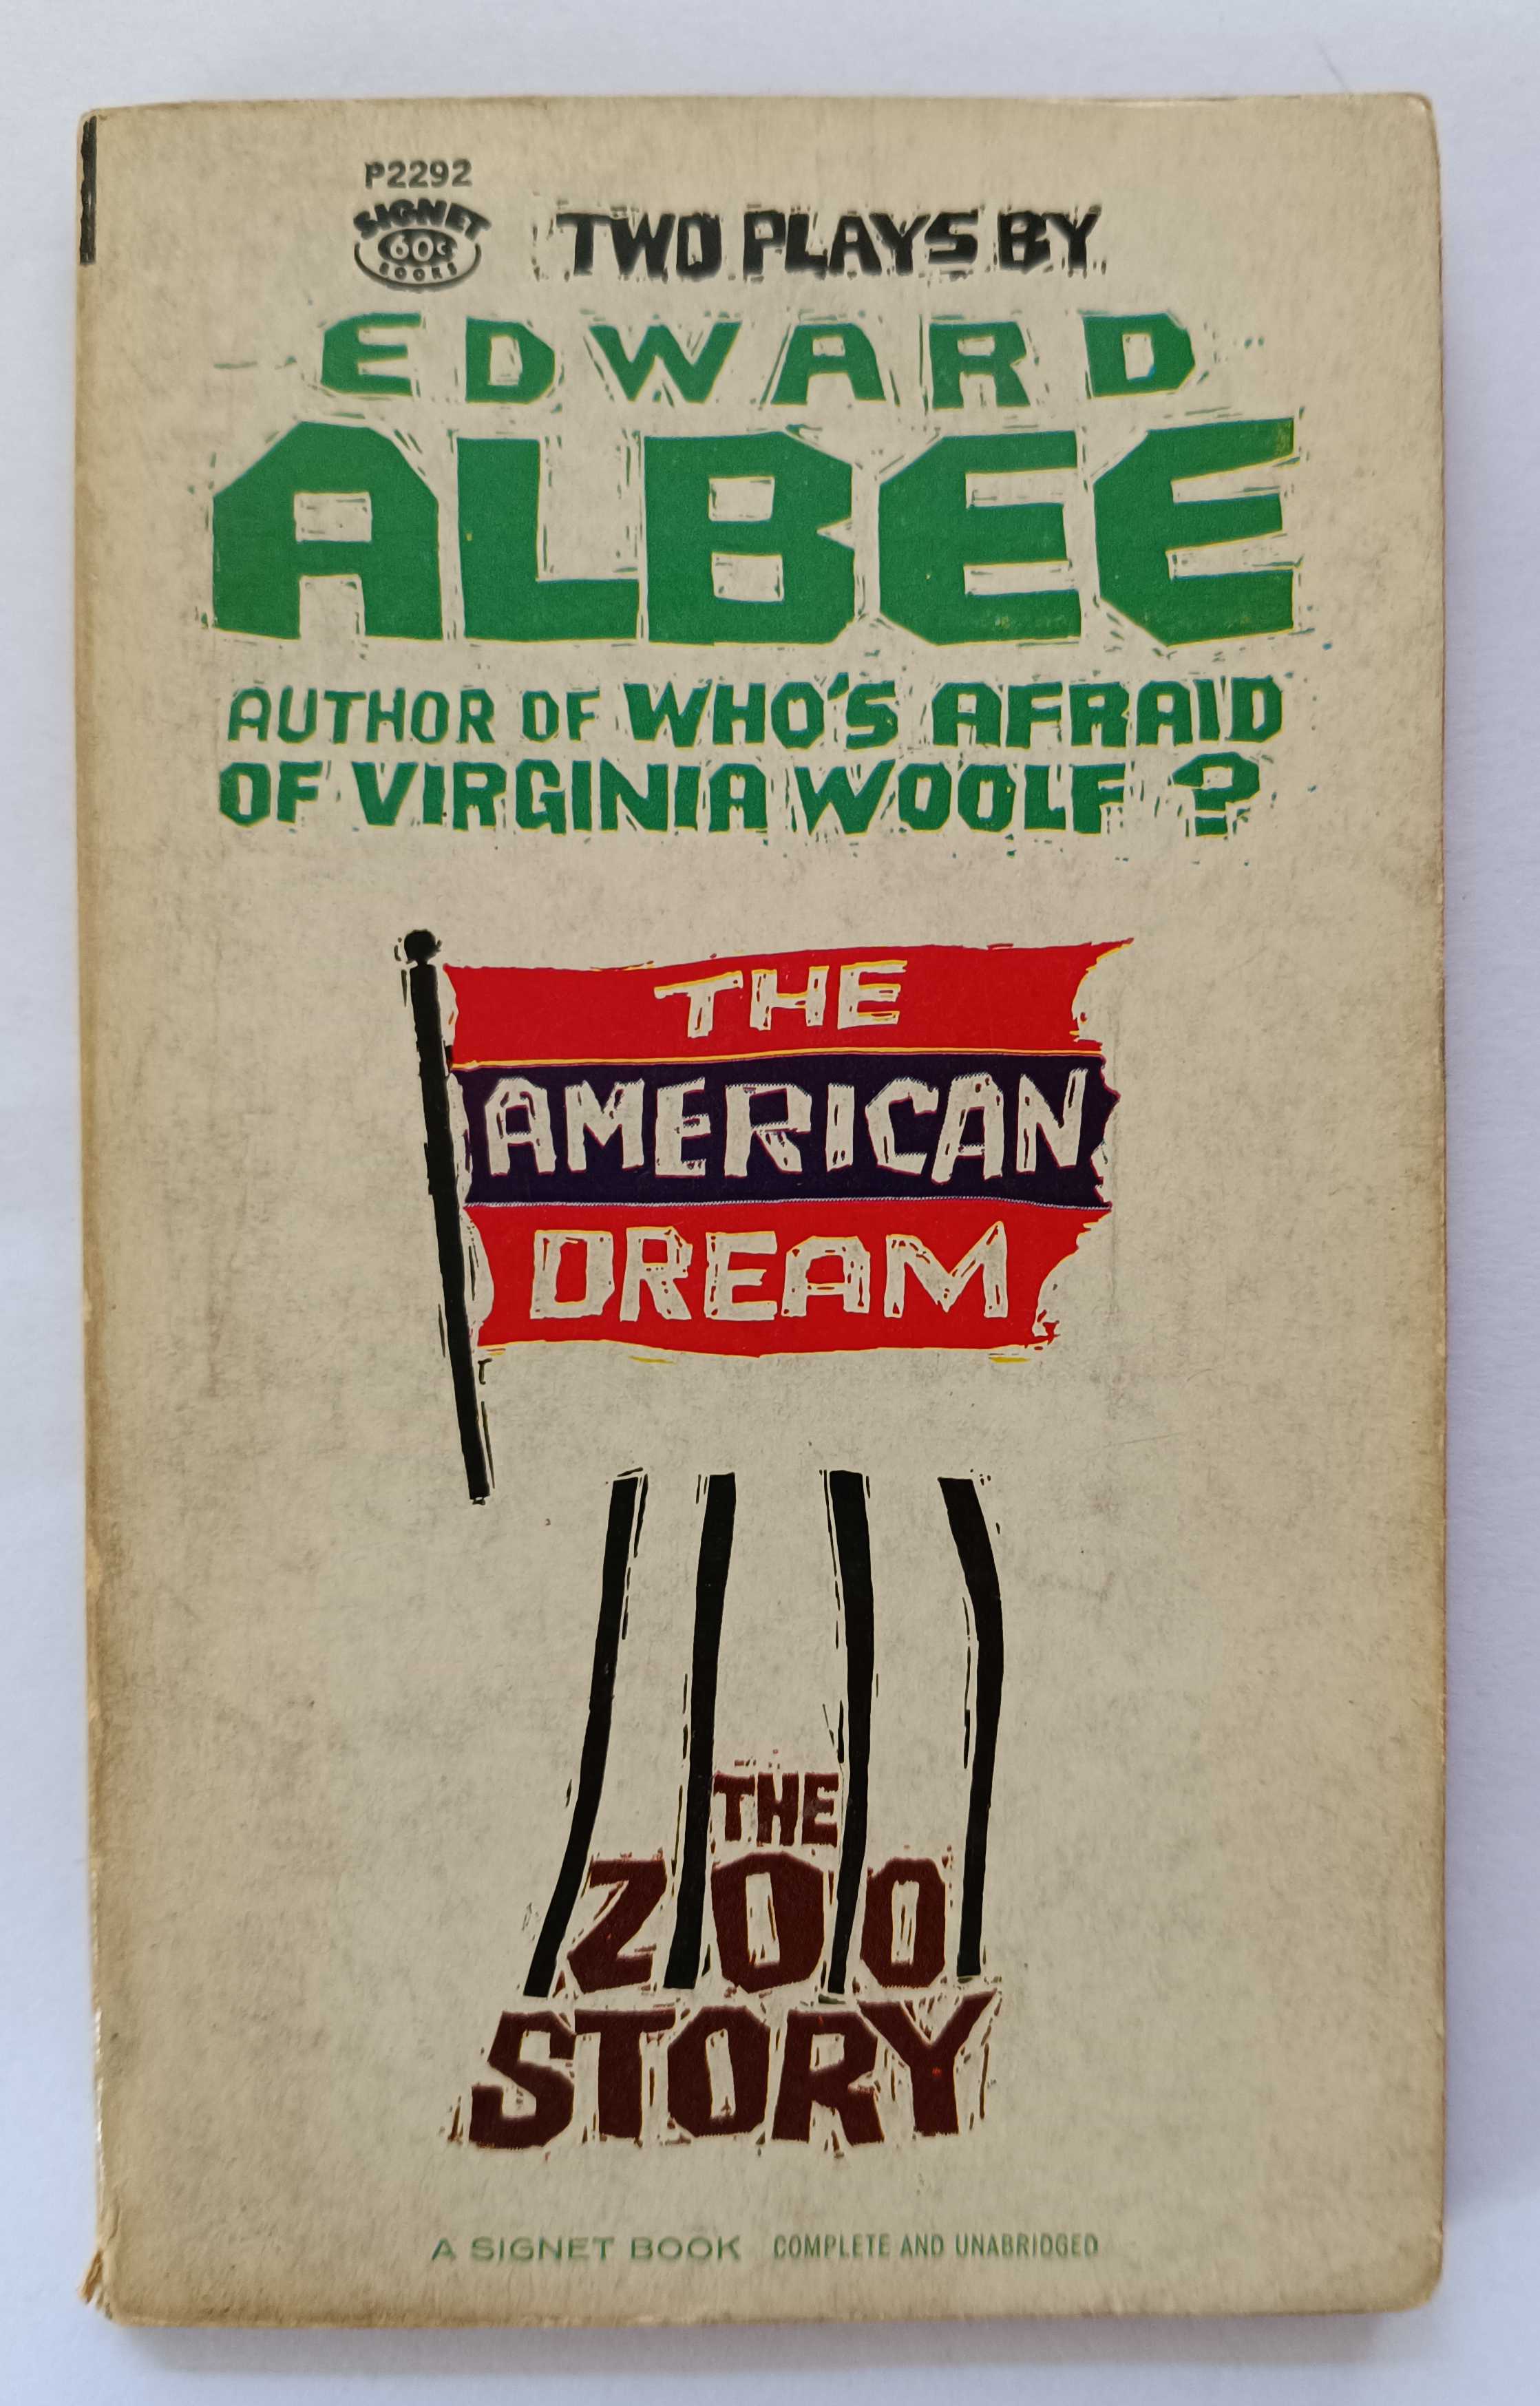 P2292
SIGNET
60¢
BOOKS
TWO PLAYS BY
EDWARD
ALBEE
AUTHOR OF WHO'S AFRAID
OF VIRGINIA WOOLF?
THE
AMERICAN
DREAM
THE
ZOO
STORY
A SIGNET BOOK COMPLETE AND UNABRIDGED